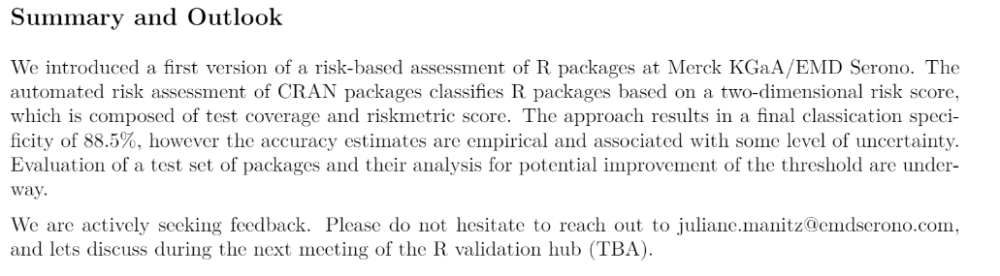 Summary and Outlook
We introduced a first version of a risk-based assessment of R packages at Merck KGaA/EMD Serono. The
automated risk assessment of CRAN packages classifies R packages based on a two-dimensional risk score,
which is composed of test coverage and riskmetric score. The approach results in a final classication speci-
ficity of 88.5%, however the accuracy estimates are empirical and associated with some level of uncertainty.
Evaluation of a test set of packages and their analysis for potential improvement of the threshold are under-
way.
We are actively seeking feedback. Please do not hesitate to reach out to juliane.manitz@emdserono.com,
and lets discuss during the next meeting of the R validation hub (TBA).